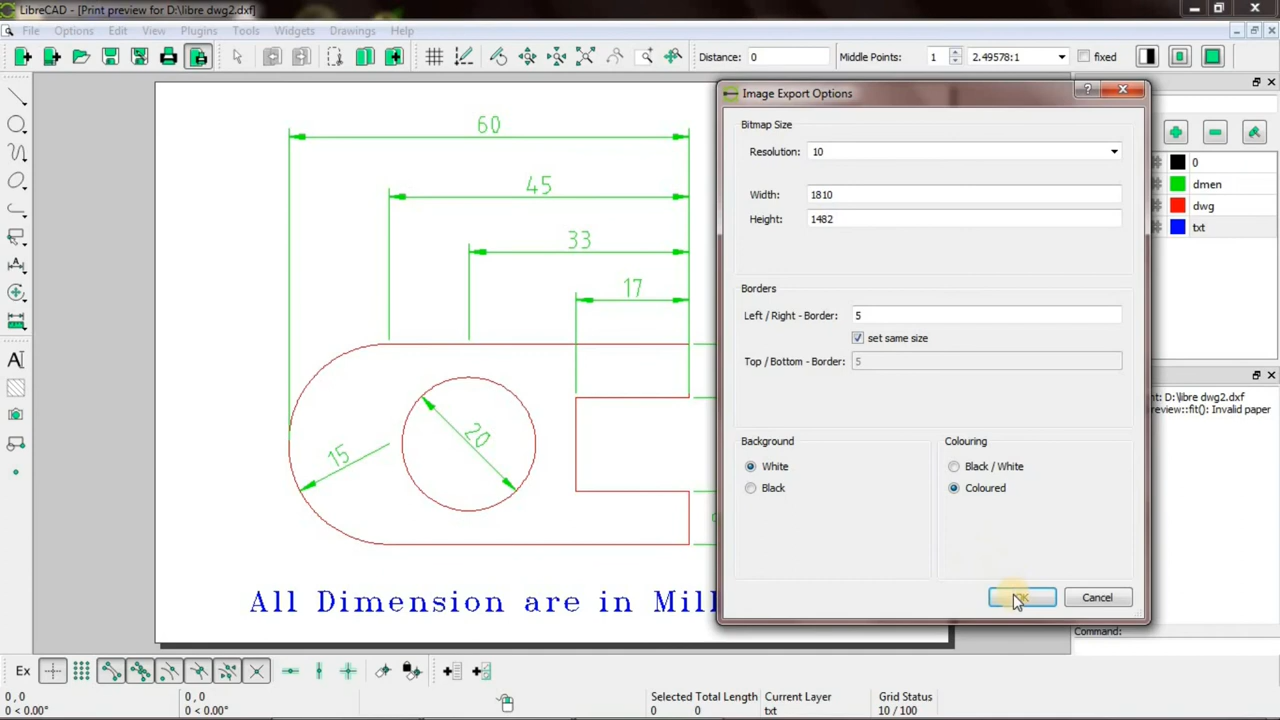 LibreCAD - [Print preview for D:\libre dwg2.dxf]
File Options Edit View Plugins Tools Widgets Drawings Help
Distance: 0 Middle Points: 1 2.49578:1 fixed
Image Export Options
Bitmap Size
Resolution: 10
Width: 1810
Height: 1482
Borders
Left / Right - Border: 5
set same size
Top / Bottom - Border: 5
Background
White
Black
Colouring
Black / White
Coloured
Cancel
60
45
33
17
15
20
All Dimension are in Mill
0
dmen
dwg
txt
nt: D:\libre dwg2.dxf
review::fit(): Invalid paper
Command:
Ex
0 , 0
0 < 0.00°
0 , 0
0 < 0.00°
Selected Total Length
0 0
Current Layer
txt
Grid Status
10 / 100